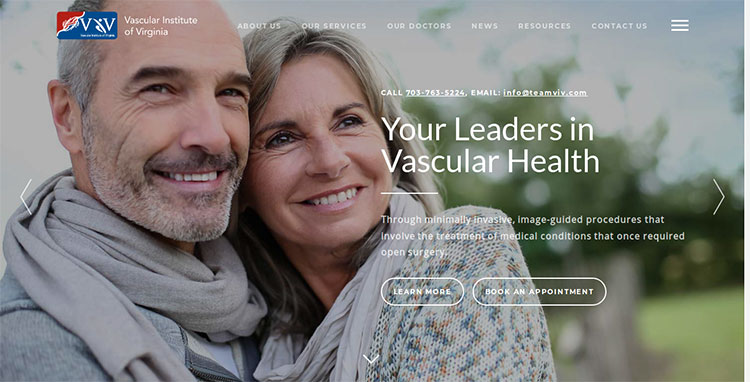 VIV
Vascular Institute of Virginia
Vascular Institute
of Virginia
ABOUT US OUR SERVICES OUR DOCTORS NEWS RESOURCES CONTACT US
CALL 703-763-5224, EMAIL: info@teamviv.com
Your Leaders in
Vascular Health
Through minimally invasive, image-guided procedures that
involve the treatment of medical conditions that once required
open surgery.
LEARN MORE BOOK AN APPOINTMENT